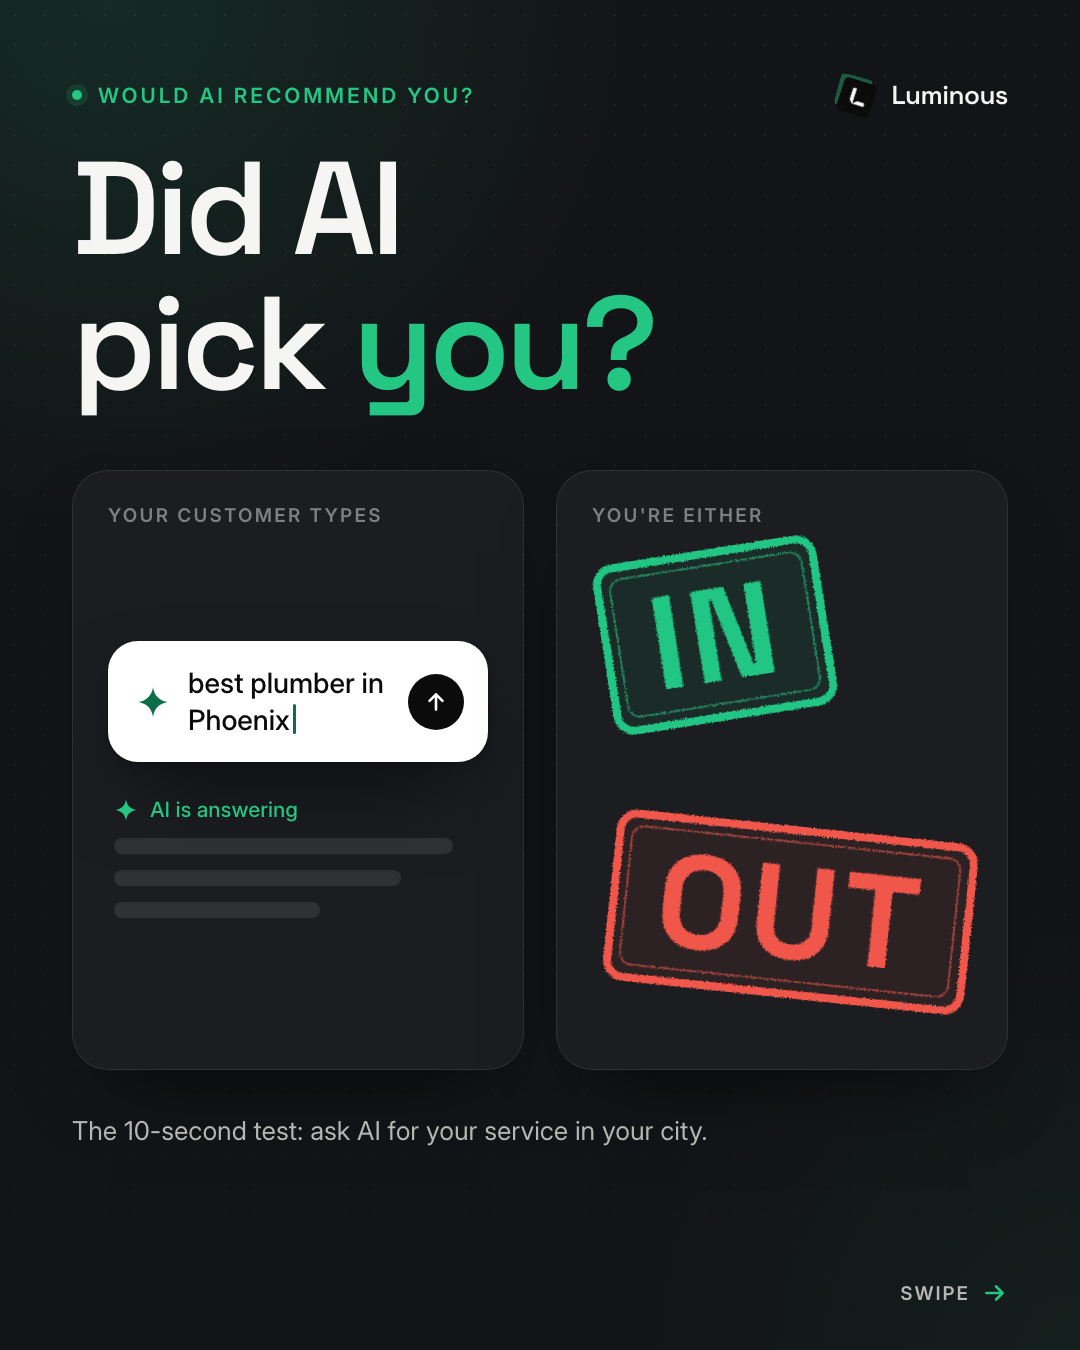 WOULD AI RECOMMEND YOU?
Luminous
Did AI
pick you?
YOUR CUSTOMER TYPES
best plumber in
Phoenix
AI is answering
YOU'RE EITHER
IN
OUT
The 10-second test: ask AI for your service in your city.
SWIPE